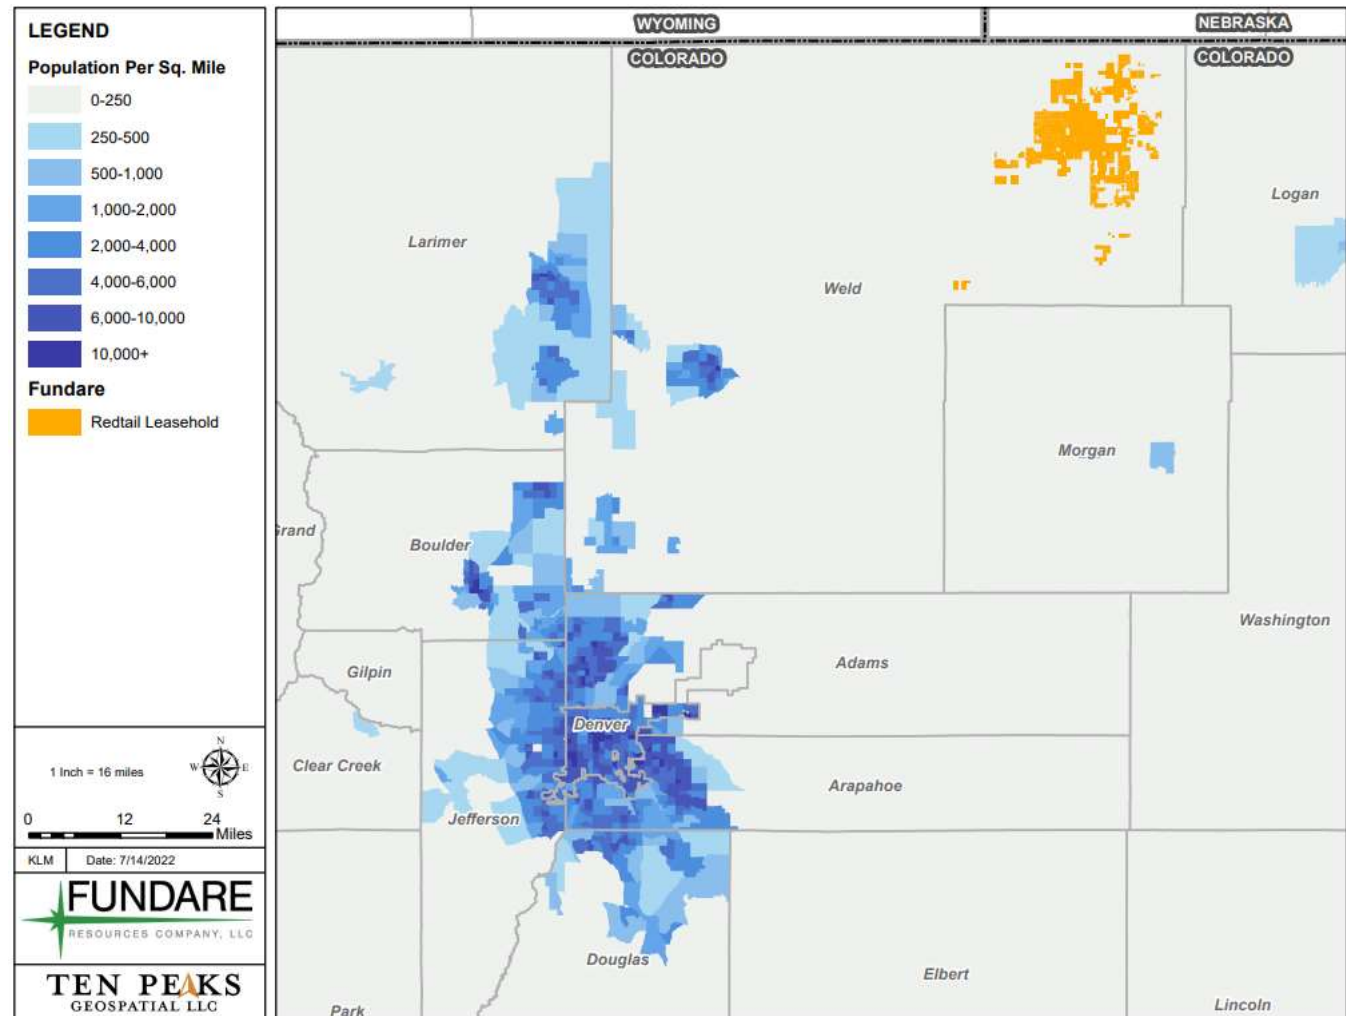 LEGEND
Population Per Sq. Mile
0-250
250-500
500-1,000
1,000-2,000
2,000-4,000
4,000-6,000
6,000-10,000
10,000+
Fundare
Redtail Leasehold
1 Inch = 16 miles
N
W E
S
0 12 24
Miles
KLM Date: 7/14/2022
FUNDARE
RESOURCES COMPANY, LLC
TEN PEAKS
GEOSPATIAL LLC
WYOMING NEBRASKA
COLORADO COLORADO
Logan
Larimer
Weld
Morgan
Grand
Boulder
Washington
Gilpin
Adams
Denver
Clear Creek
Arapahoe
Jefferson
Douglas
Elbert
Park
Lincoln